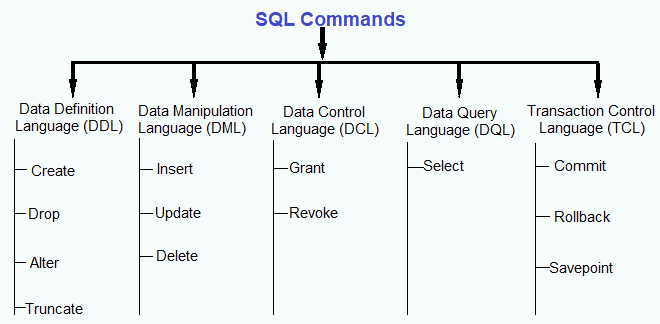 SQL Commands
Data Definition
Language (DDL)
Create
Drop
Alter
Truncate
Data Manipulation
Language (DML)
Insert
Update
Delete
Data Control
Language (DCL)
Grant
Revoke
Data Query
Language (DQL)
Select
Transaction Control
Language (TCL)
Commit
Rollback
Savepoint